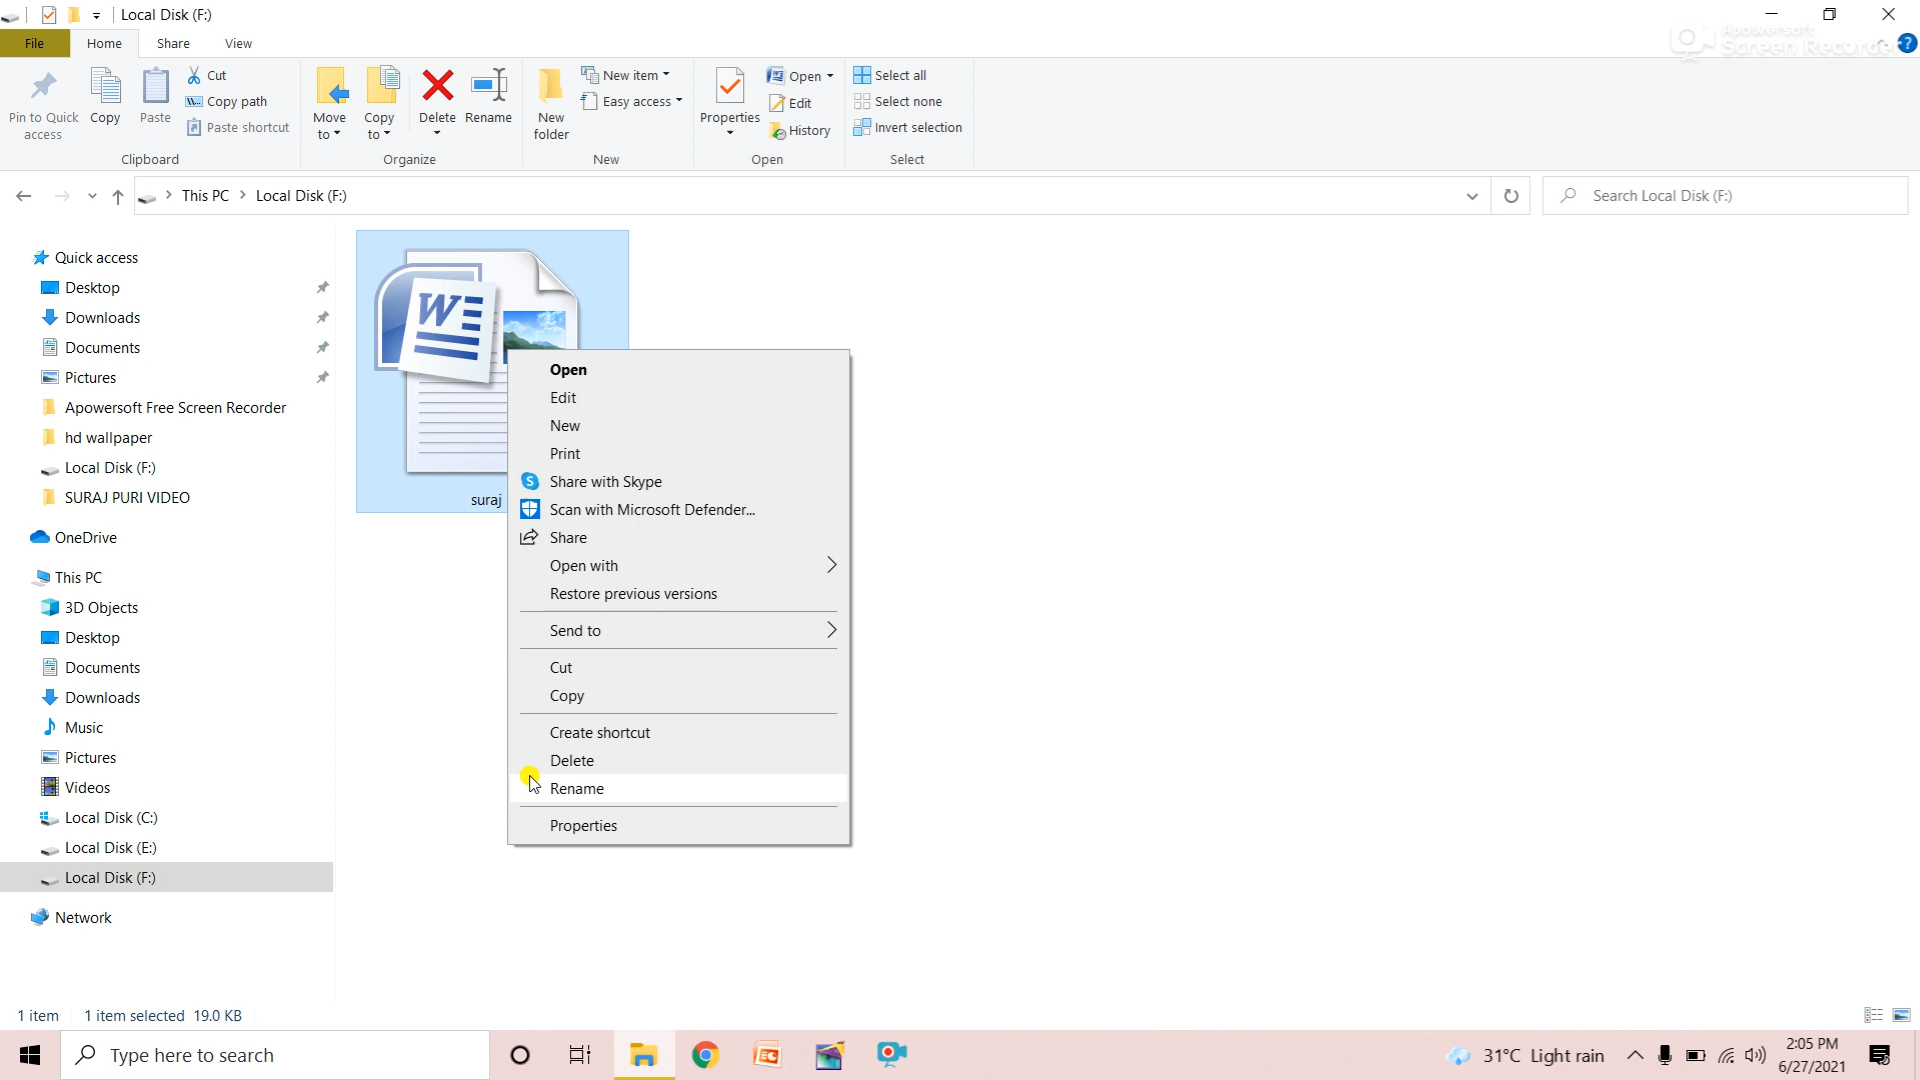 Local Disk (F:)
File Home Share View
Apowersoft
Screen Recorder
Pin to Quick access
Copy
Paste
Cut
Copy path
Paste shortcut
Clipboard
Move to
Copy to
Delete
Rename
Organize
New folder
New item
Easy access
New
Properties
Open
Edit
History
Open
Select all
Select none
Invert selection
Select
This PC > Local Disk (F:)
Search Local Disk (F:)
Quick access
Desktop
Downloads
Documents
Pictures
Apowersoft Free Screen Recorder
hd wallpaper
Local Disk (F:)
SURAJ PURI VIDEO
OneDrive
This PC
3D Objects
Desktop
Documents
Downloads
Music
Pictures
Videos
Local Disk (C:)
Local Disk (E:)
Local Disk (F:)
Network
W
suraj
Open
Edit
New
Print
Share with Skype
Scan with Microsoft Defender...
Share
Open with
Restore previous versions
Send to
Cut
Copy
Create shortcut
Delete
Rename
Properties
1 item 1 item selected 19.0 KB
Type here to search
31°C Light rain
2:05 PM
6/27/2021